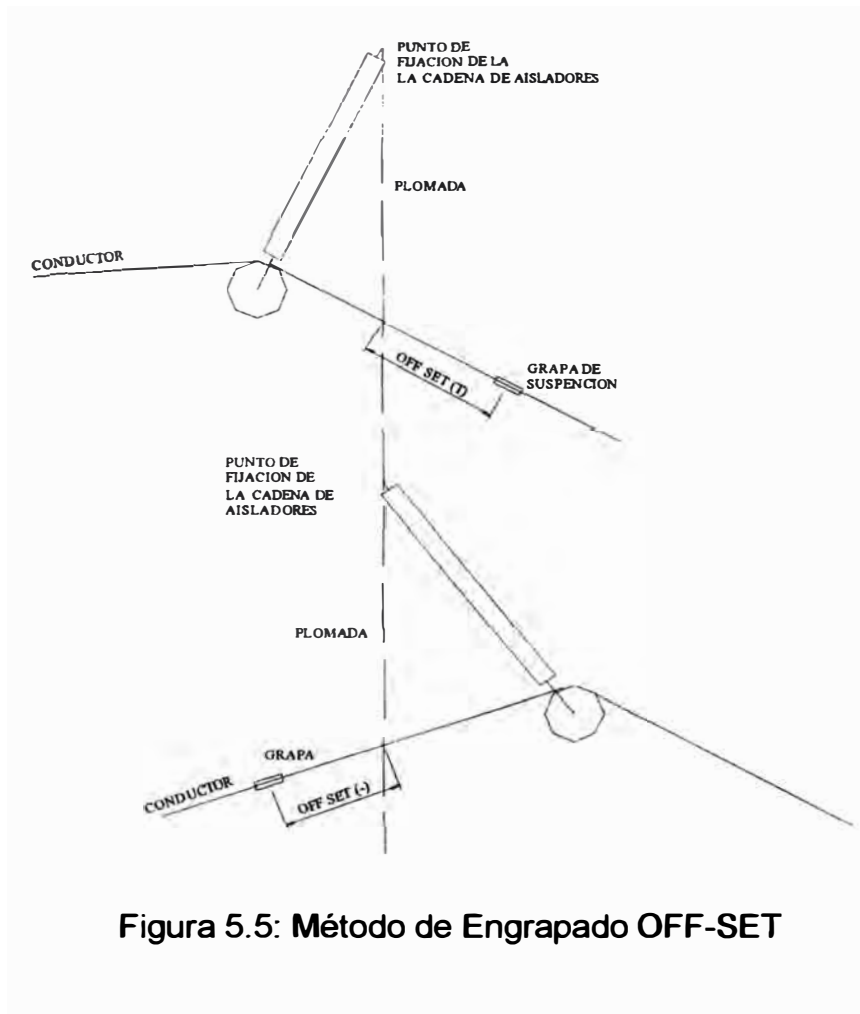 PUNTO DE
FIJACION DE LA
LA CADENA DE AISLADORES
PLOMADA
CONDUCTOR
OFF SET (T)
GRAPA DE
SUSPENCION
PUNTO DE
FIJACION DE
LA CADENA DE
AISLADORES
PLOMADA
GRAPA
CONDUCTOR
OFF SET (-)
Figura 5.5: Método de Engrapado OFF-SET